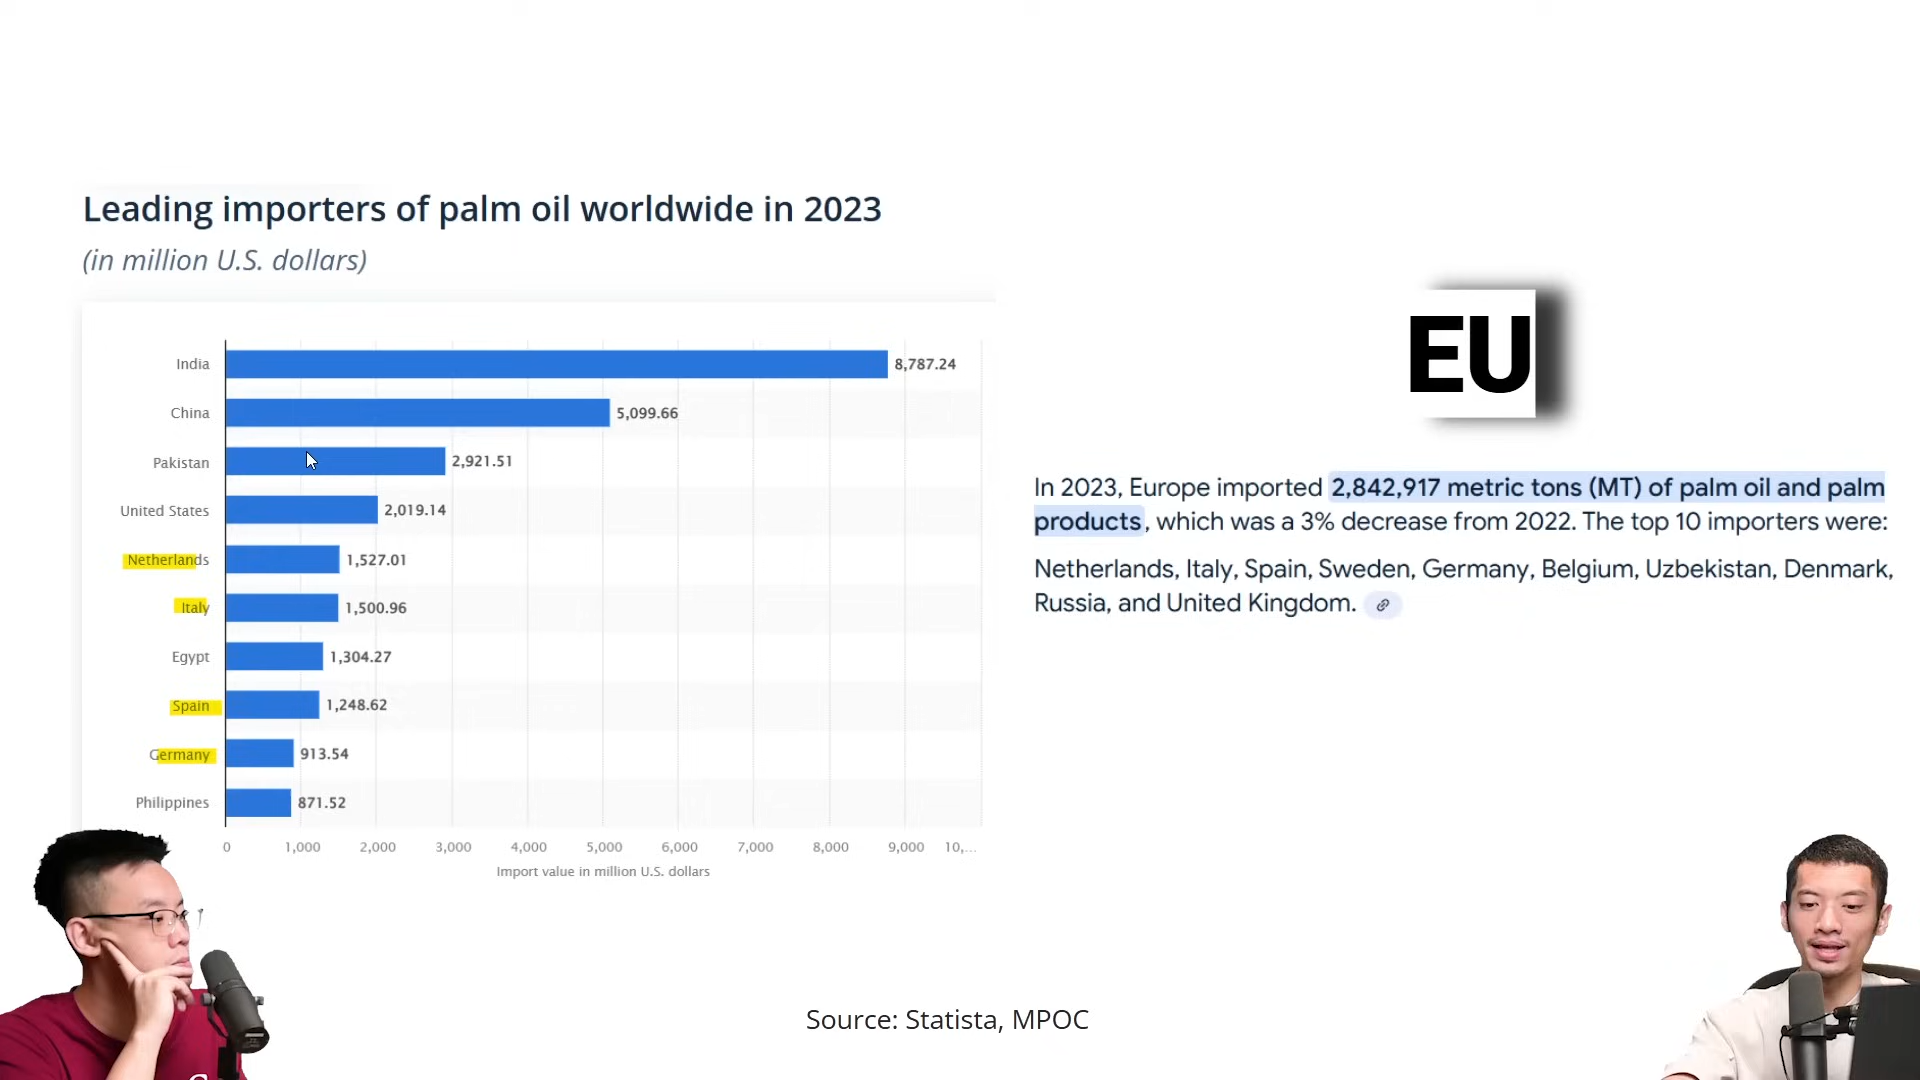 Leading importers of palm oil worldwide in 2023
(in million U.S. dollars)
India 8,787.24
China 5,099.66
Pakistan 2,921.51
United States 2,019.14
Netherlands 1,527.01
Italy 1,500.96
Egypt 1,304.27
Spain 1,248.62
Germany 913.54
Philippines 871.52
0 1,000 2,000 3,000 4,000 5,000 6,000 7,000 8,000 9,000 10,...
Import value in million U.S. dollars
EU
In 2023, Europe imported 2,842,917 metric tons (MT) of palm oil and palm
products, which was a 3% decrease from 2022. The top 10 importers were:
Netherlands, Italy, Spain, Sweden, Germany, Belgium, Uzbekistan, Denmark,
Russia, and United Kingdom.
Source: Statista, MPOC